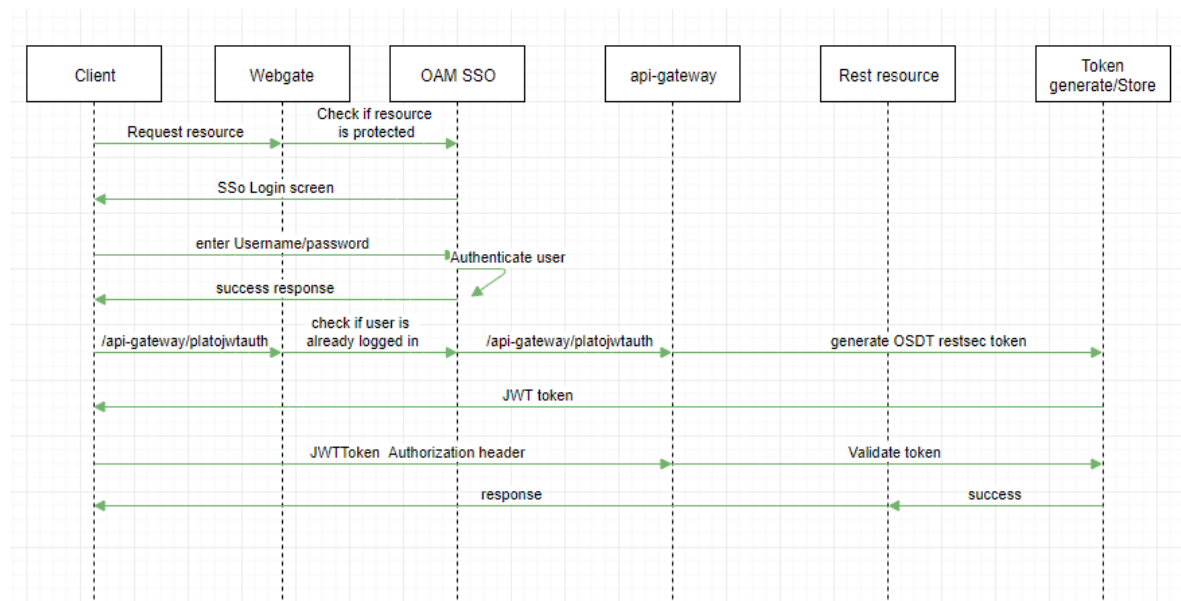 Client
Webgate
OAM SSO
api-gateway
Rest resource
Token
generate/Store
Check if resource
is protected
Request resource
SSo Login screen
enter Username/password
Authenticate user
success response
check if user is
already logged in
/api-gateway/platojwtauth
/api-gateway/platojwtauth
generate OSDT restsec token
JWT token
JWTToken  Authorization header
Validate token
response
success